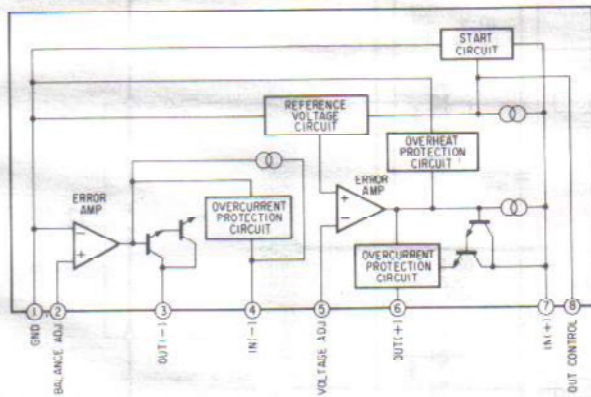 START
CIRCUIT
REFERENCE
VOLTAGE
CIRCUIT
OVERHEAT
PROTECTION
CIRCUIT
ERROR
AMP
ERROR
AMP
OVERCURRENT
PROTECTION
CIRCUIT
OVERCURRENT
PROTECTION
CIRCUIT
-
+
+
-
1
2
3
4
5
6
7
8
GND
BALANCE ADJ
OUT(-)
IN(-)
VOLTAGE ADJ
OUT(+)
IN(+)
OUT CONTROL